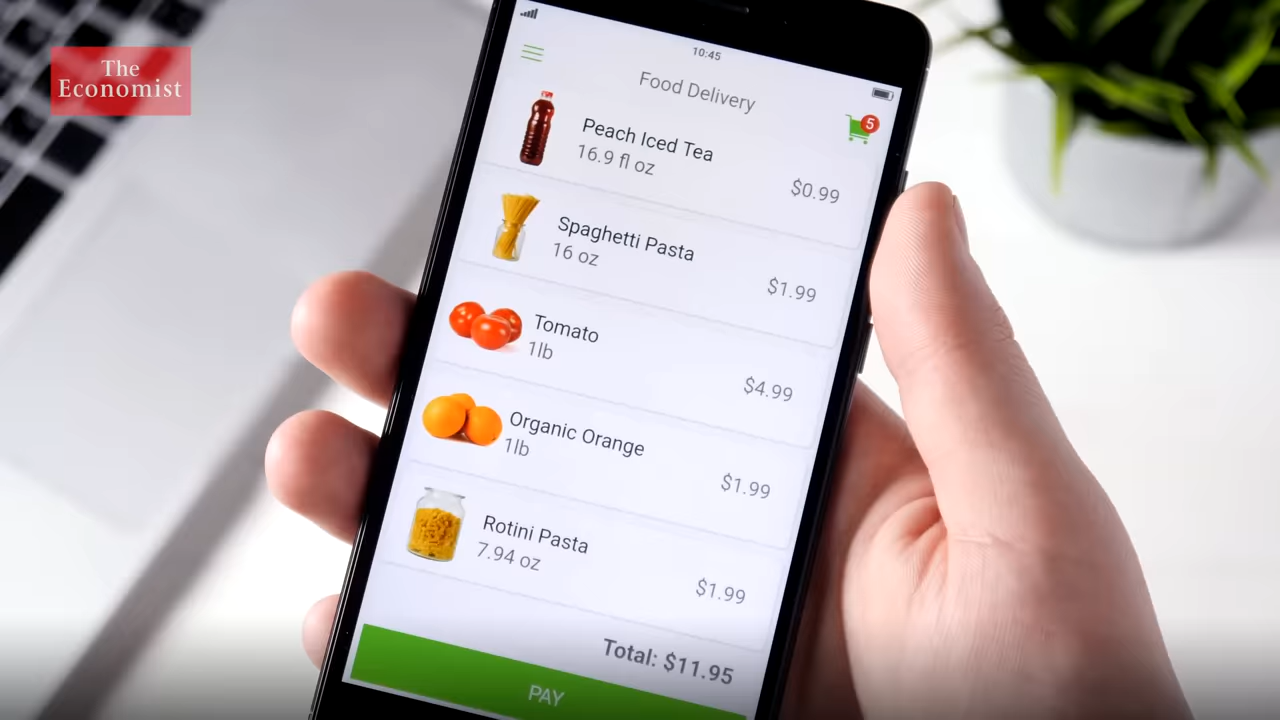 The
Economist
10:45
Food Delivery
5
Peach Iced Tea
16.9 fl oz
$0.99
Spaghetti Pasta
16 oz
$1.99
Tomato
1lb
$4.99
Organic Orange
1lb
$1.99
Rotini Pasta
7.94 oz
$1.99
Total: $11.95
PAY